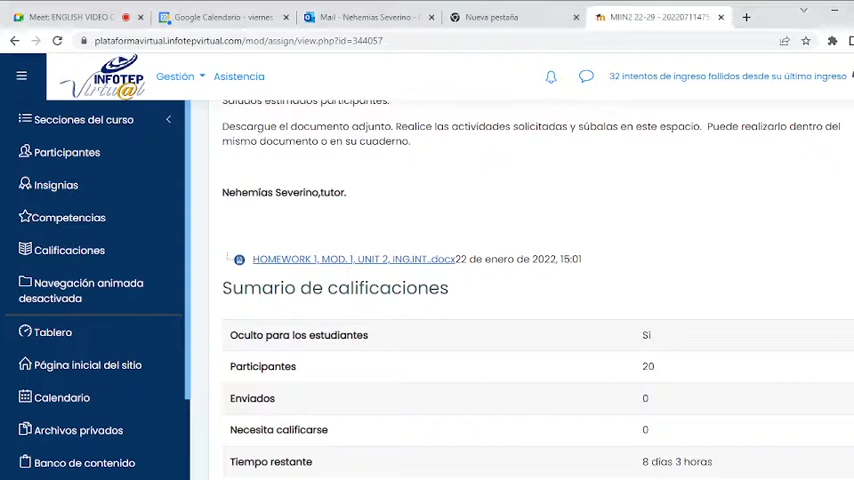 Meet: ENGLISH VIDEO C
Google Calendar - viernes
Mail - Nehemias Severino -
Nueva pestaña
MIIN2 22-29 - 2022071147
plataformavirtual.infotepvirtual.com/mod/assign/view.php?id=344057
INFOTEP
Virtu@l
Gestión
Asistencia
32 intentos de ingreso fallidos desde su último ingreso
Secciones del curso
Participantes
Insignias
Competencias
Calificaciones
Navegación animada
desactivada
Tablero
Página inicial del sitio
Calendario
Archivos privados
Banco de contenido
Saludos estimados participantes.
Descargue el documento adjunto. Realice las actividades solicitadas y súbalas en este espacio. Puede realizarlo dentro del
mismo documento o en su cuaderno.
Nehemías Severino,tutor.
HOMEWORK 1, MOD. 1, UNIT 2, ING.INT..docx 22 de enero de 2022, 15:01
Sumario de calificaciones
Oculto para los estudiantes Sí
Participantes 20
Enviados 0
Necesita calificarse 0
Tiempo restante 8 días 3 horas